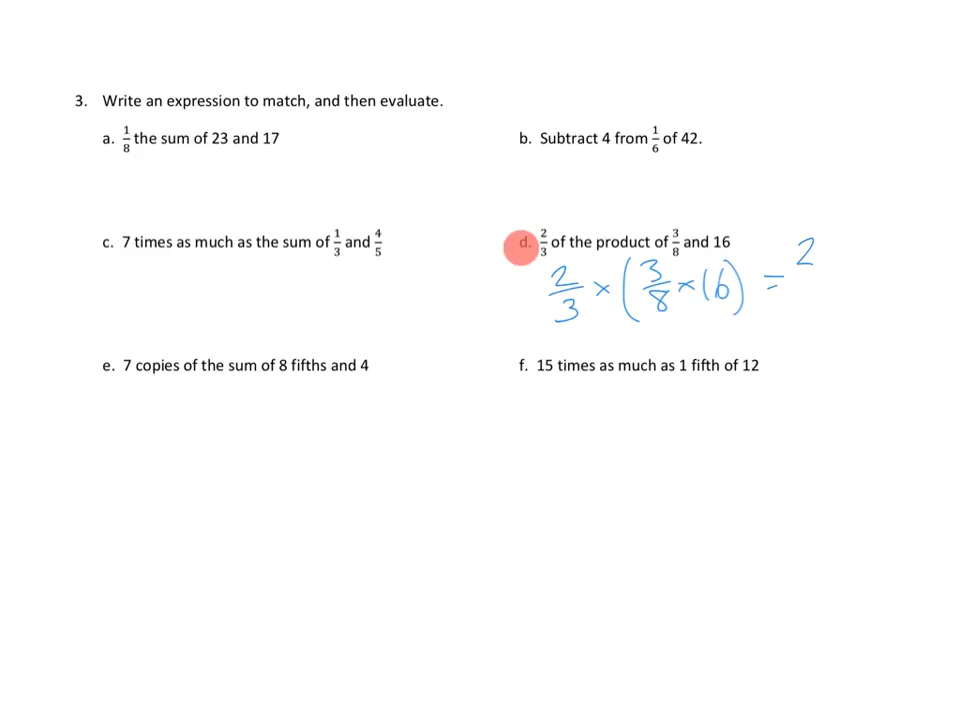 3. Write an expression to match, and then evaluate.
a. 1/8 the sum of 23 and 17
b. Subtract 4 from 1/6 of 42.
c. 7 times as much as the sum of 1/3 and 4/5
d. 2/3 of the product of 3/8 and 16
2/3 × (3/8 × 16) = 2
e. 7 copies of the sum of 8 fifths and 4
f. 15 times as much as 1 fifth of 12